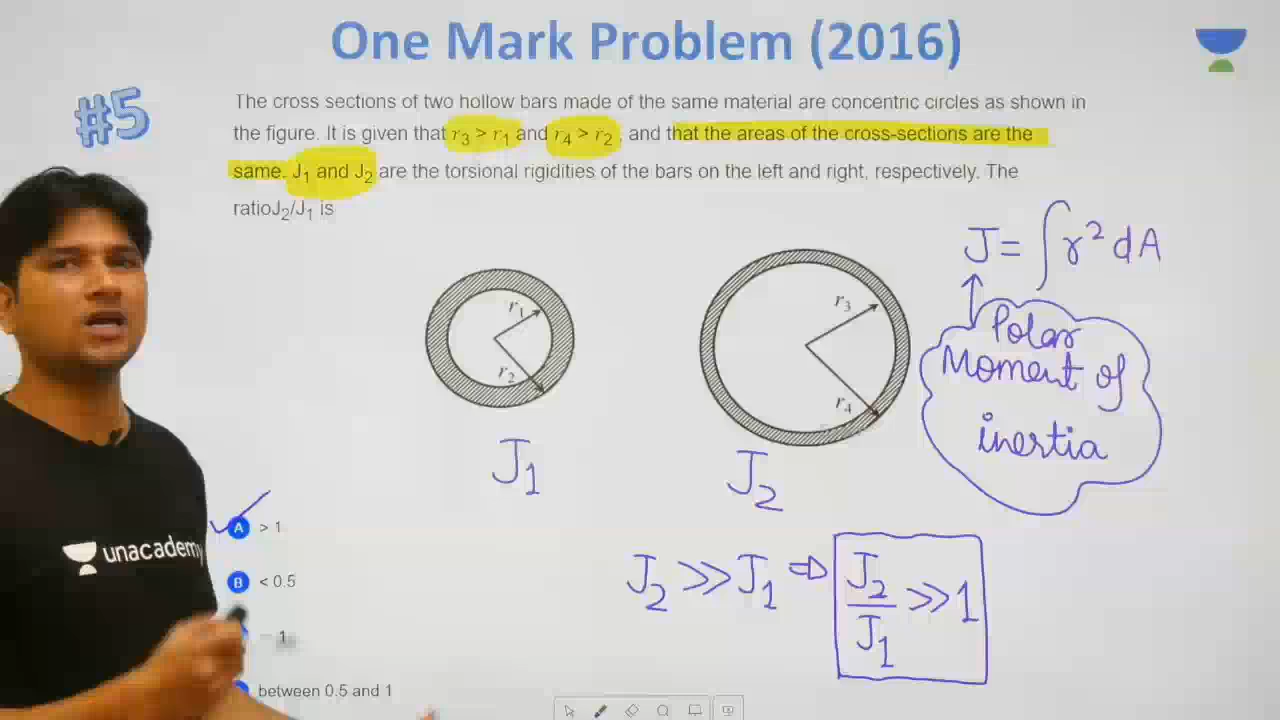 One Mark Problem (2016)
#5
The cross sections of two hollow bars made of the same material are concentric circles as shown in
the figure. It is given that r3 > r1 and r4 > r2, and that the areas of the cross-sections are the
same. J1 and J2 are the torsional rigidities of the bars on the left and right, respectively. The
ratioJ2/J1 is
J = ∫r² dA
r1
r2
r3
r4
Polar
Moment of
inertia
J1
J2
A > 1
B < 0.5
1
between 0.5 and 1
J2 >> J1 ⇒ J2/J1 >> 1
unacademy